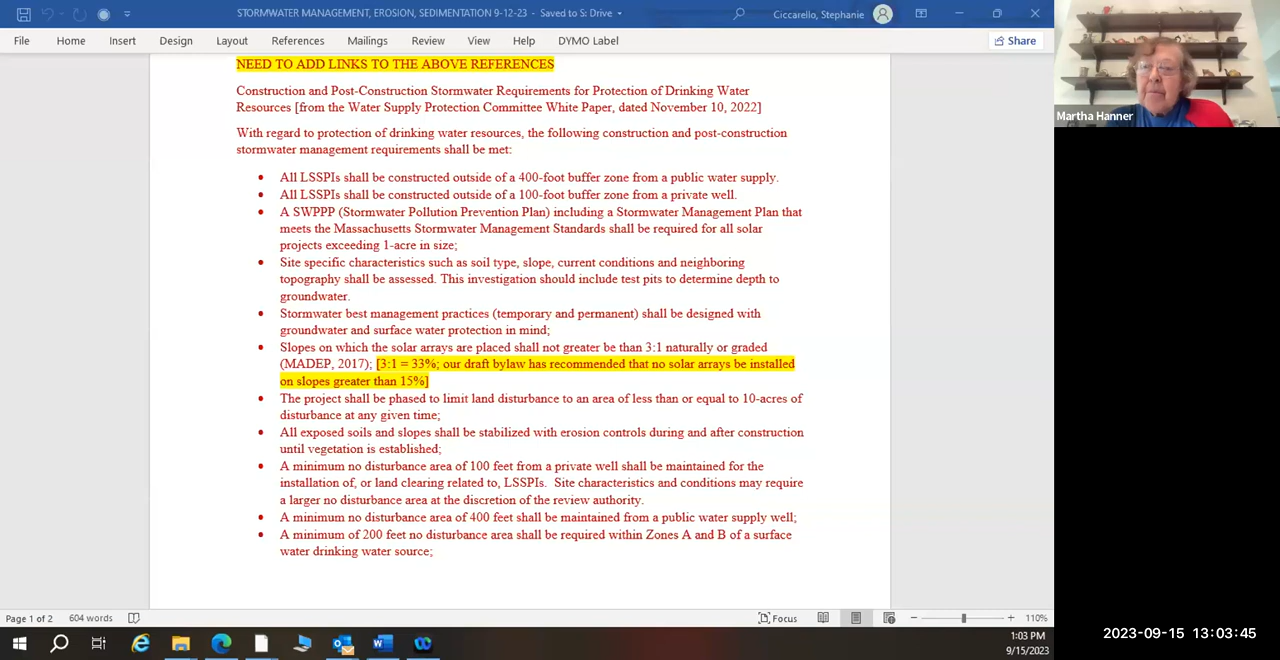 STORMWATER MANAGEMENT, EROSION, SEDIMENTATION 9-12-23 - Saved to S: Drive
Ciccarello, Stephanie
File Home Insert Design Layout References Mailings Review View Help DYMO Label Share
NEED TO ADD LINKS TO THE ABOVE REFERENCES
Construction and Post-Construction Stormwater Requirements for Protection of Drinking Water
Resources [from the Water Supply Protection Committee White Paper, dated November 10, 2022]
With regard to protection of drinking water resources, the following construction and post-construction
stormwater management requirements shall be met:
• All LSSPIs shall be constructed outside of a 400-foot buffer zone from a public water supply.
• All LSSPIs shall be constructed outside of a 100-foot buffer zone from a private well.
• A SWPPP (Stormwater Pollution Prevention Plan) including a Stormwater Management Plan that
meets the Massachusetts Stormwater Management Standards shall be required for all solar
projects exceeding 1-acre in size;
• Site specific characteristics such as soil type, slope, current conditions and neighboring
topography shall be assessed. This investigation should include test pits to determine depth to
groundwater.
• Stormwater best management practices (temporary and permanent) shall be designed with
groundwater and surface water protection in mind;
• Slopes on which the solar arrays are placed shall not greater be than 3:1 naturally or graded
(MADEP, 2017); [3:1 = 33%; our draft bylaw has recommended that no solar arrays be installed
on slopes greater than 15%]
• The project shall be phased to limit land disturbance to an area of less than or equal to 10-acres of
disturbance at any given time;
• All exposed soils and slopes shall be stabilized with erosion controls during and after construction
until vegetation is established;
• A minimum no disturbance area of 100 feet from a private well shall be maintained for the
installation of, or land clearing related to, LSSPIs. Site characteristics and conditions may require
a larger no disturbance area at the discretion of the review authority.
• A minimum no disturbance area of 400 feet shall be maintained from a public water supply well;
• A minimum of 200 feet no disturbance area shall be required within Zones A and B of a surface
water drinking water source;
Page 1 of 2 604 words Focus 110%
1:03 PM
9/15/2023
Martha Hanner
2023-09-15 13:03:45